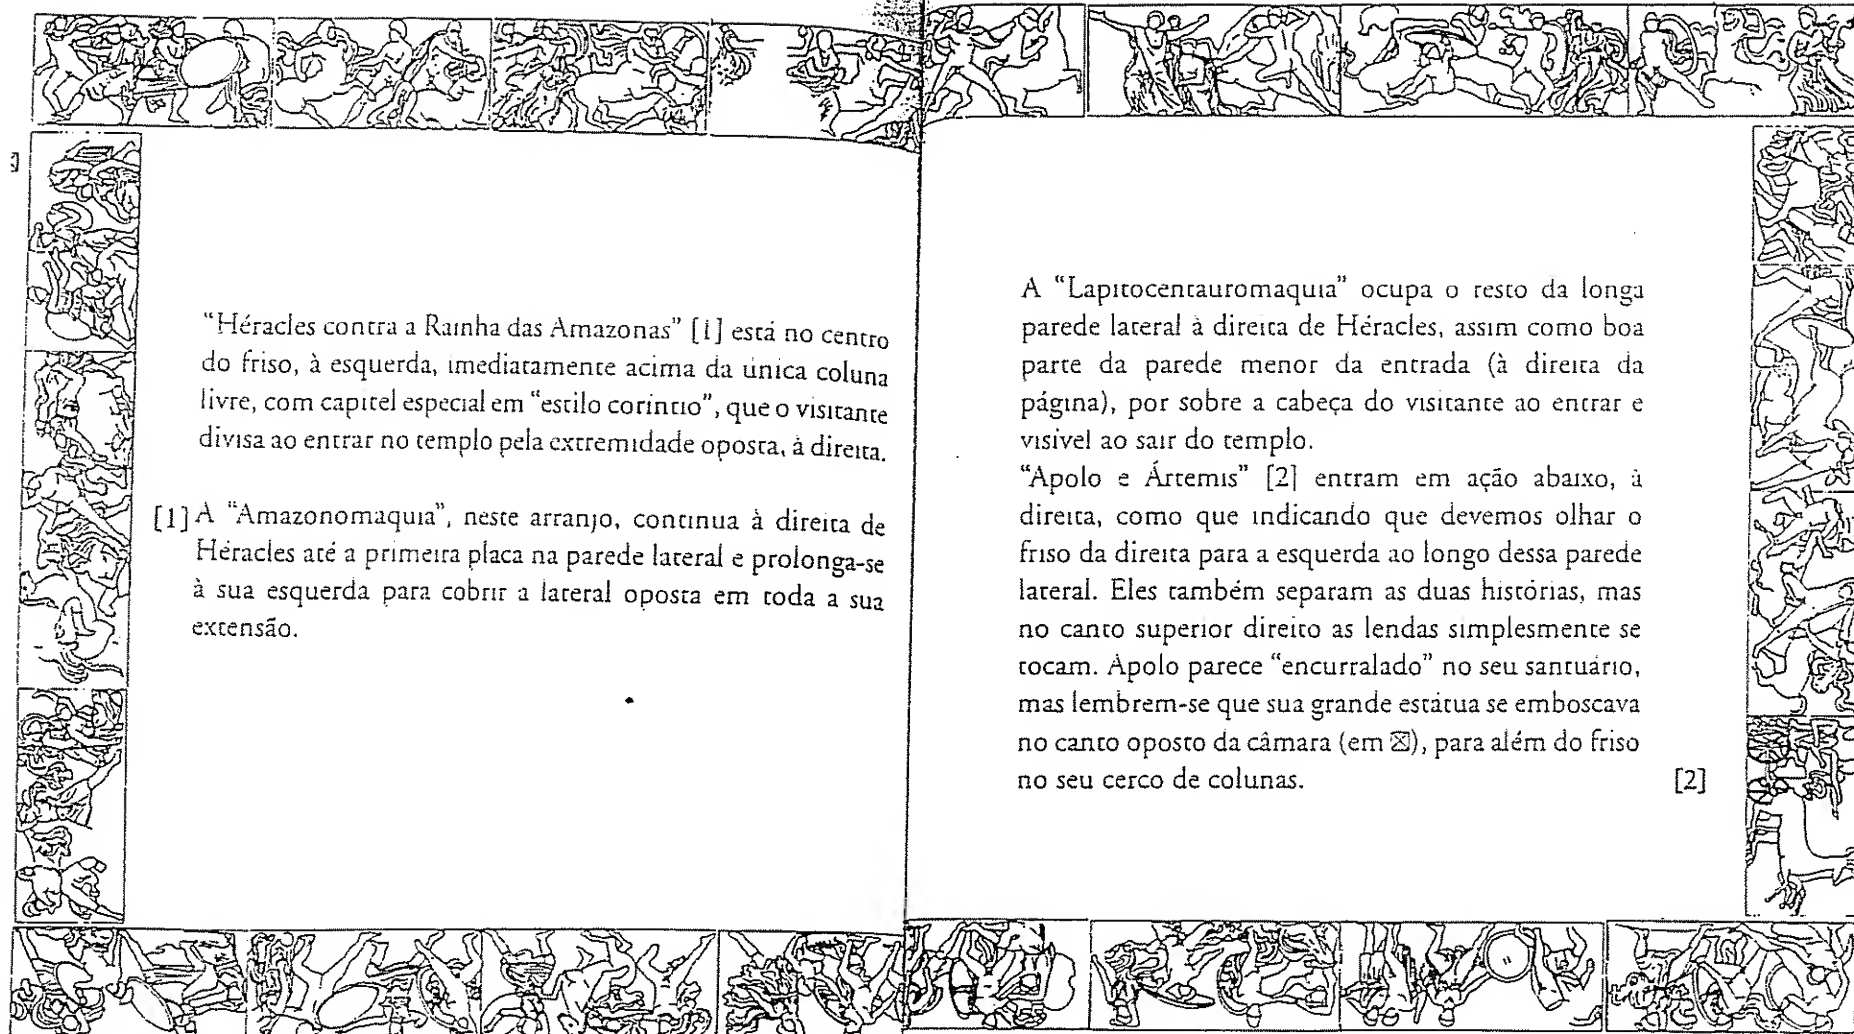 “Héracles contra a Rainha das Amazonas” [1] está no centro
do friso, à esquerda, imediatamente acima da única coluna
livre, com capitel especial em “estilo coríntio”, que o visitante
divisa ao entrar no templo pela extremidade oposta, à direita.
[1] A “Amazonomaquia”, neste arranjo, continua à direita de
Héracles até a primeira placa na parede lateral e prolonga-se
à sua esquerda para cobrir a lateral oposta em toda a sua
extensão.
A “Lapitocentauromaquia” ocupa o resto da longa
parede lateral à direita de Héracles, assim como boa
parte da parede menor da entrada (à direita da
página), por sobre a cabeça do visitante ao entrar e
visível ao sair do templo.
“Apolo e Ártemis” [2] entram em ação abaixo, à
direita, como que indicando que devemos olhar o
friso da direita para a esquerda ao longo dessa parede
lateral. Eles também separam as duas histórias, mas
no canto superior direito as lendas simplesmente se
tocam. Apolo parece “encurralado” no seu santuário,
mas lembrem-se que sua grande estátua se emboscava
no canto oposto da câmara (em ☒), para além do friso
no seu cerco de colunas.
[2]